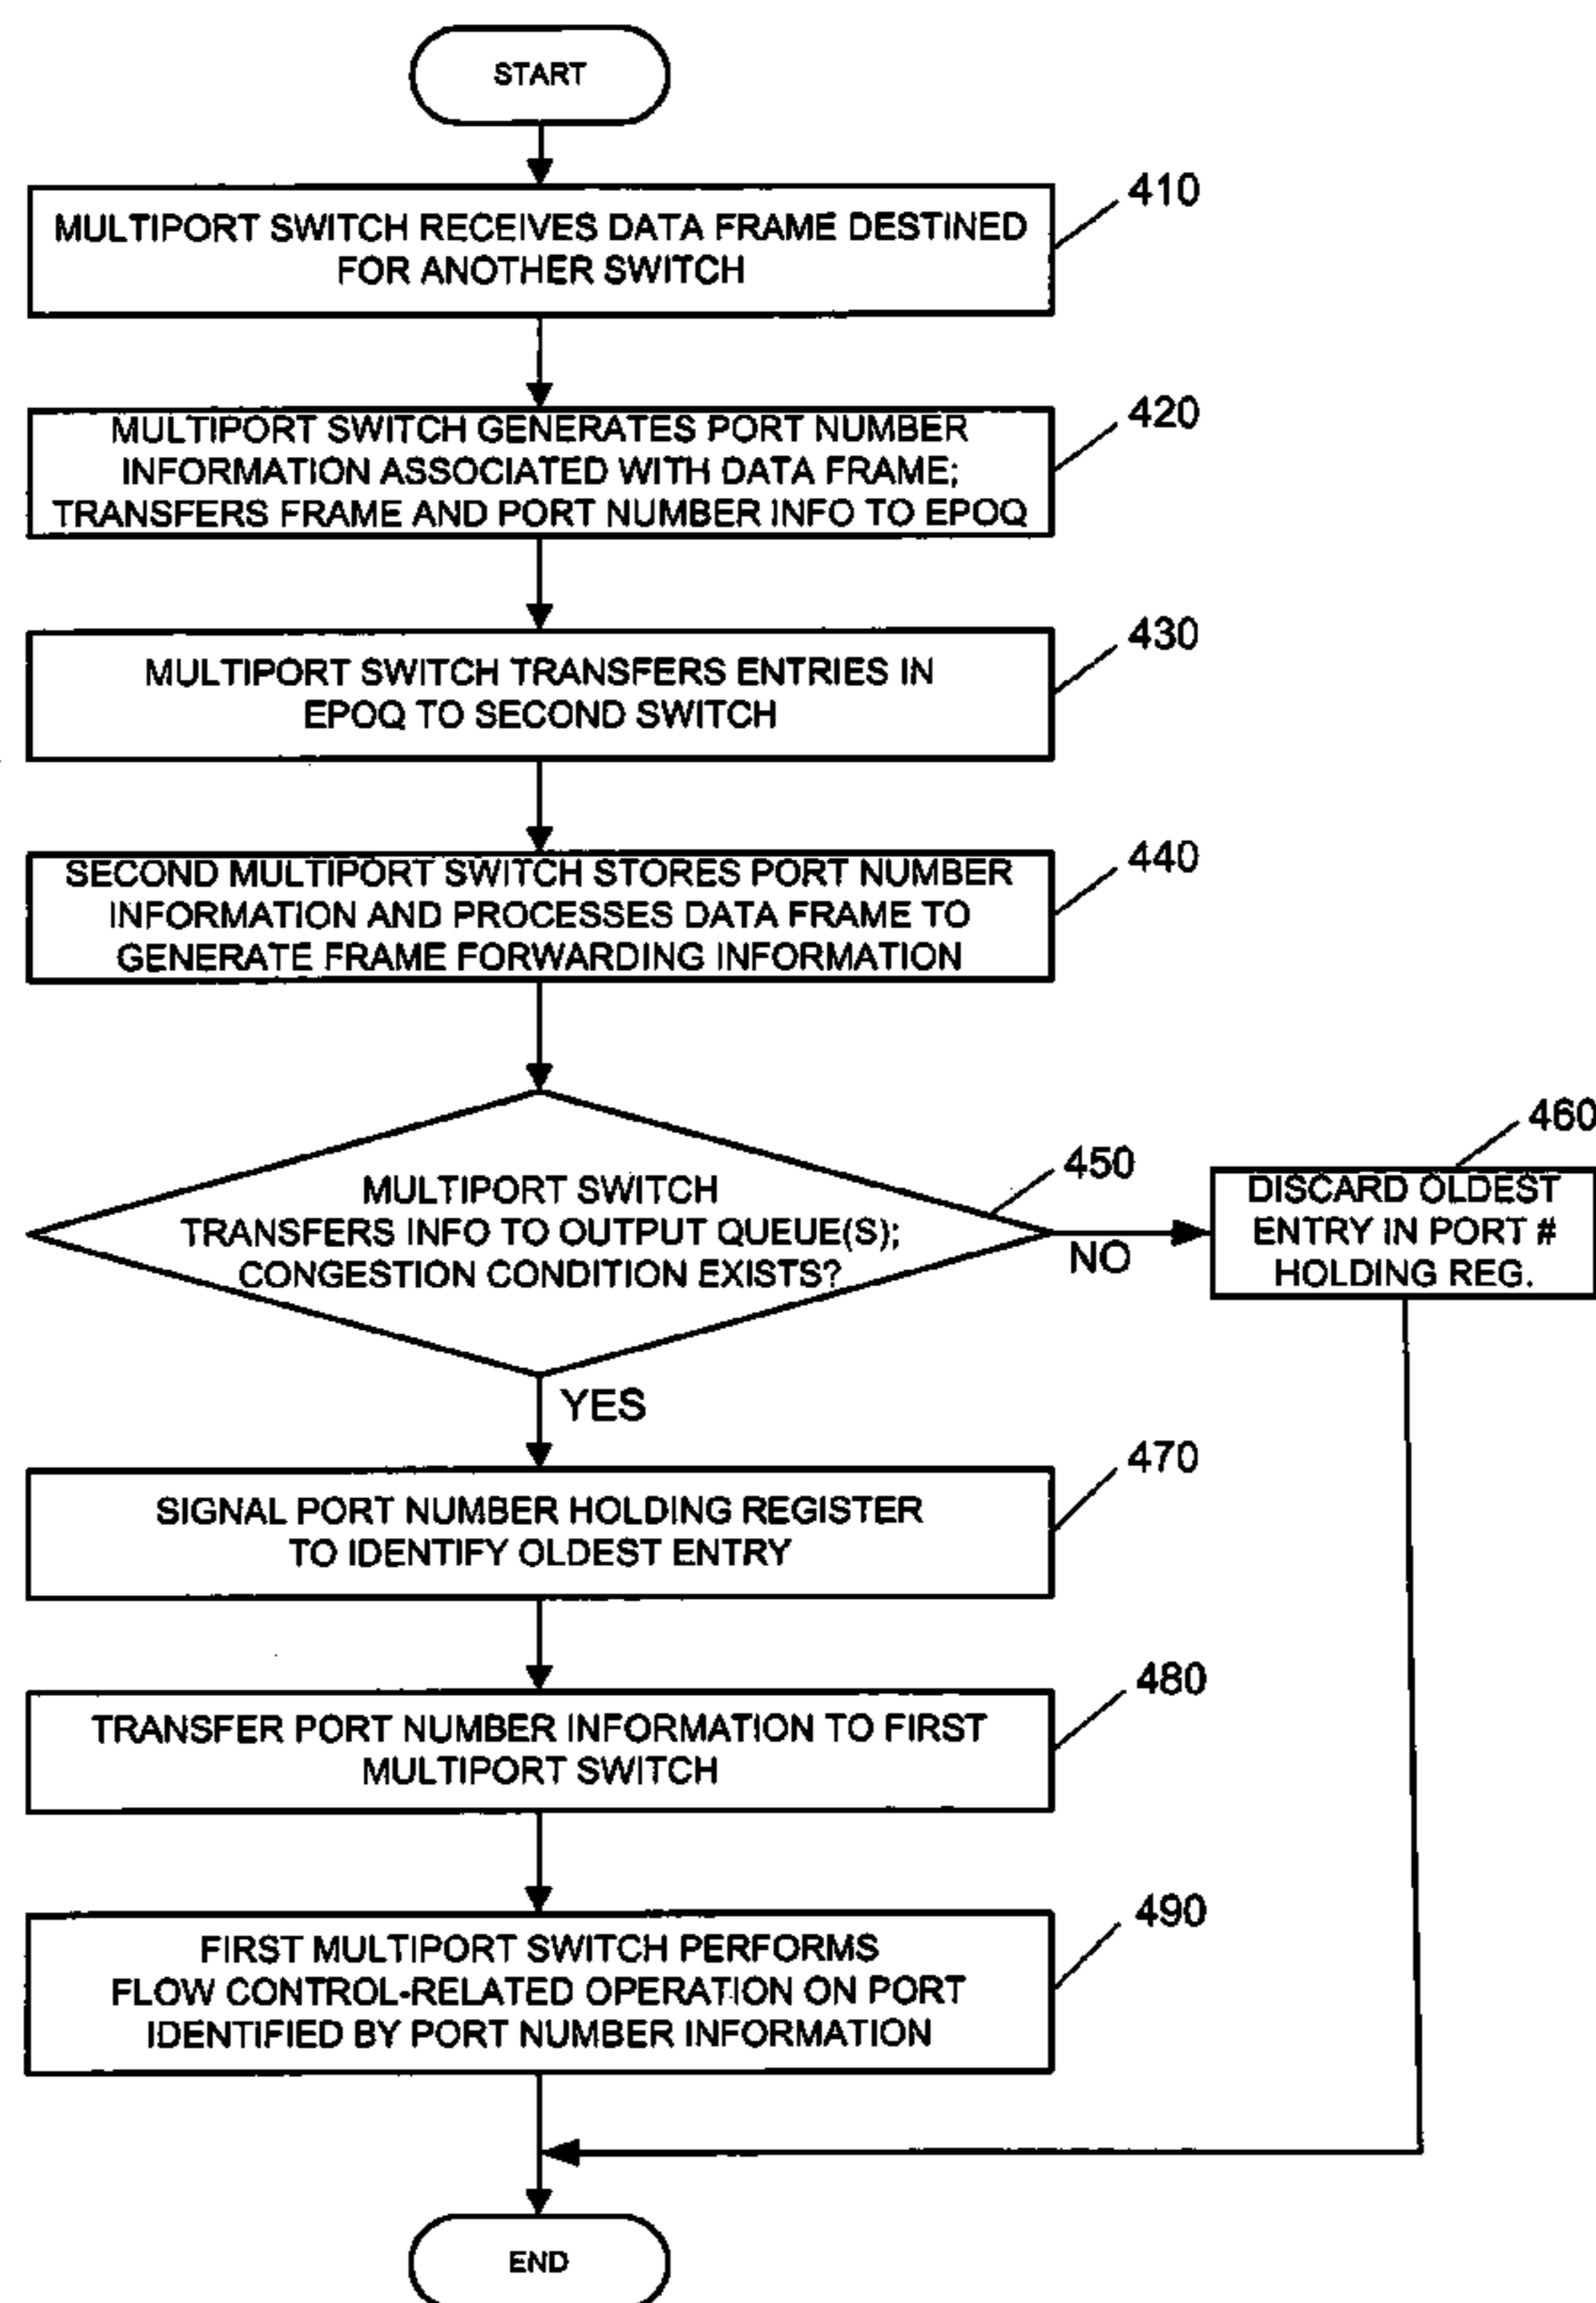 START
410
MULTIPORT SWITCH RECEIVES DATA FRAME DESTINED
FOR ANOTHER SWITCH
420
MULTIPORT SWITCH GENERATES PORT NUMBER
INFORMATION ASSOCIATED WITH DATA FRAME;
TRANSFERS FRAME AND PORT NUMBER INFO TO EPOQ
430
MULTIPORT SWITCH TRANSFERS ENTRIES IN
EPOQ TO SECOND SWITCH
440
SECOND MULTIPORT SWITCH STORES PORT NUMBER
INFORMATION AND PROCESSES DATA FRAME TO
GENERATE FRAME FORWARDING INFORMATION
450
MULTIPORT SWITCH
TRANSFERS INFO TO OUTPUT QUEUE(S);
CONGESTION CONDITION EXISTS?
NO
460
DISCARD OLDEST
ENTRY IN PORT #
HOLDING REG.
YES
470
SIGNAL PORT NUMBER HOLDING REGISTER
TO IDENTIFY OLDEST ENTRY
480
TRANSFER PORT NUMBER INFORMATION TO FIRST
MULTIPORT SWITCH
490
FIRST MULTIPORT SWITCH PERFORMS
FLOW CONTROL-RELATED OPERATION ON PORT
IDENTIFIED BY PORT NUMBER INFORMATION
END